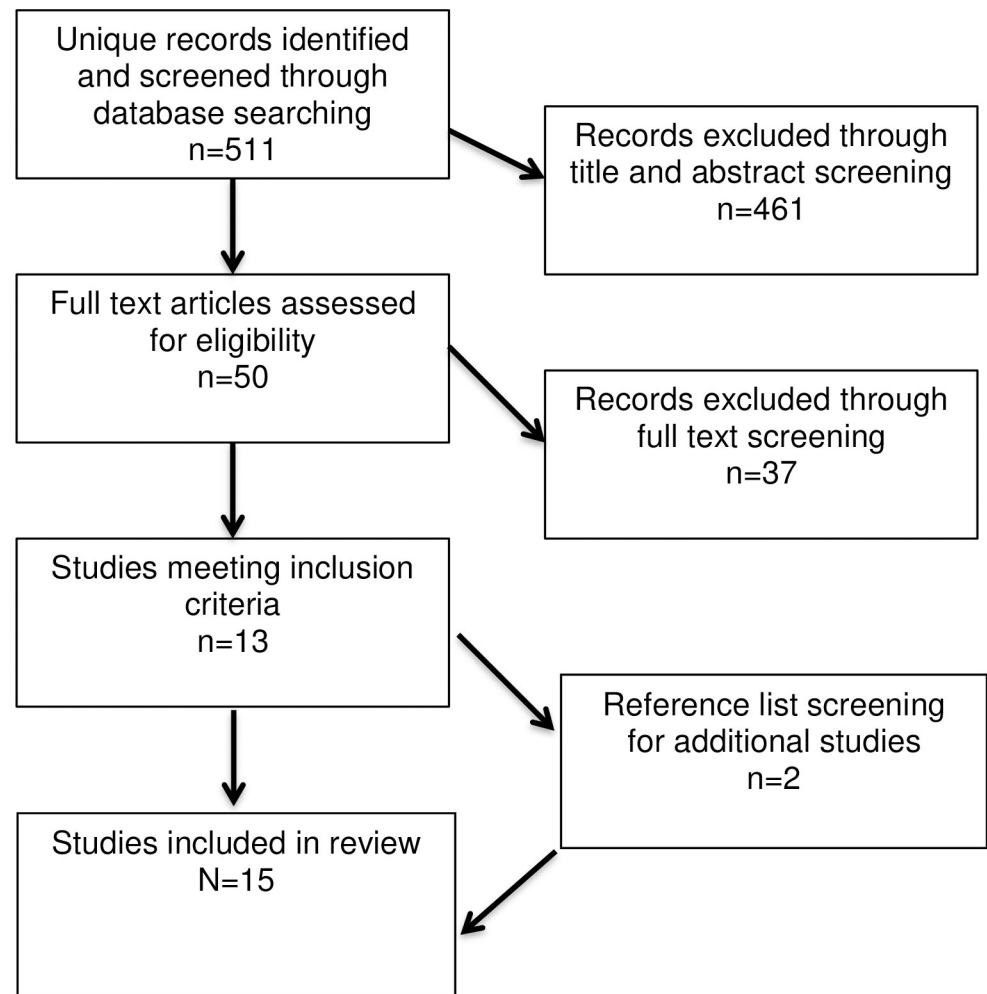 Unique records identified
and screened through
database searching
n=511
Records excluded through
title and abstract screening
n=461
Full text articles assessed
for eligibility
n=50
Records excluded through
full text screening
n=37
Studies meeting inclusion
criteria
n=13
Reference list screening
for additional studies
n=2
Studies included in review
N=15